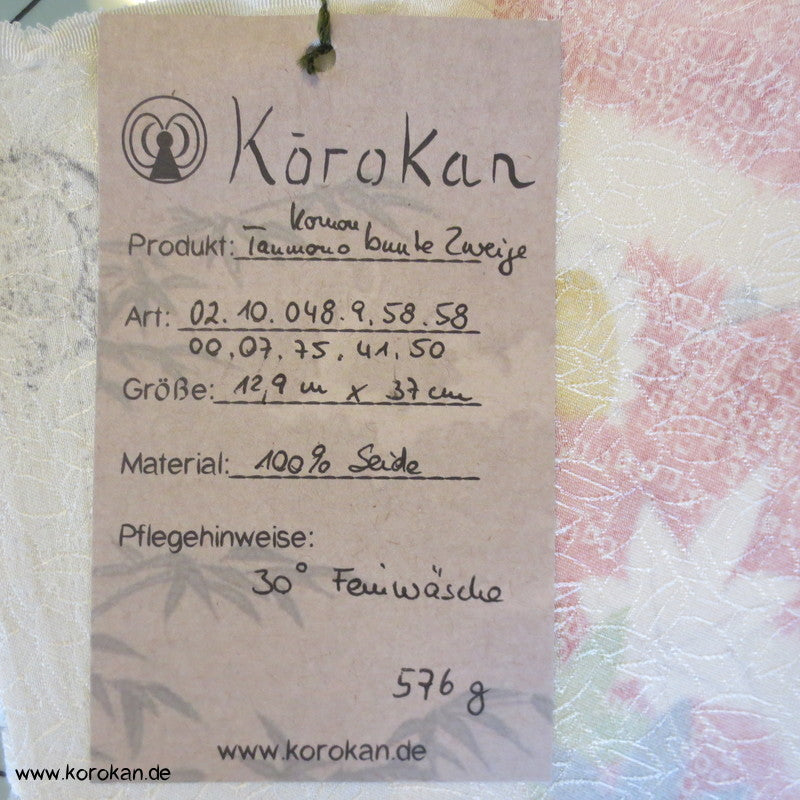 Kōrokan
Komon
Produkt: Tanmono bunte Zweige
Art: 02.10.048.9.58.58
00.07.75.41.50
Größe: 12,9 m x 37 cm
Material: 100% Seide
Pflegehinweise:
30° Feinwäsche
576 g
www.korokan.de
www.korokan.de